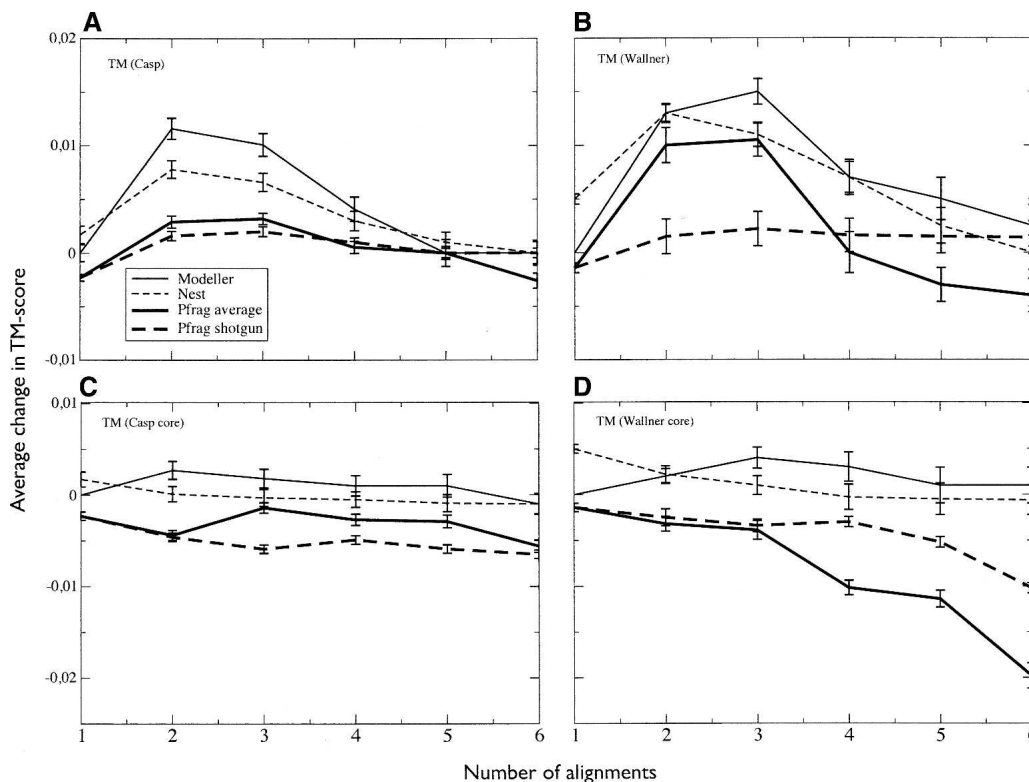 A
B
0,02
TM (Casp)
TM (Wallner)
0,01
0
Modeller
Nest
Pfrag average
Pfrag shotgun
-0,01
C
D
0,01
TM (Casp core)
TM (Wallner core)
0
-0,01
-0,02
1 2 3 4 5 6
1 2 3 4 5 6
Average change in TM-score
Number of alignments